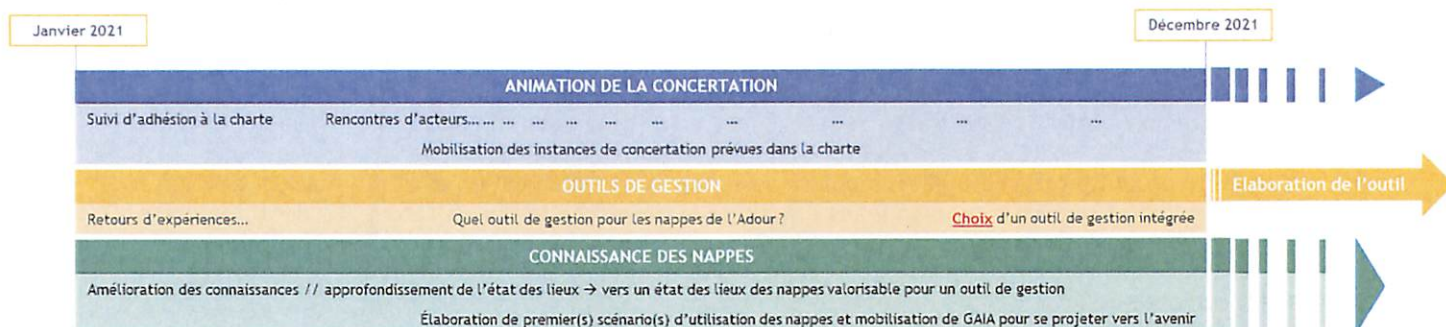 Janvier 2021
Décembre 2021
ANIMATION DE LA CONCERTATION
Suivi d'adhésion à la charte Rencontres d'acteurs... ... ... ... ... ... ... ... ... ... ...
Mobilisation des instances de concertation prévues dans la charte
OUTILS DE GESTION
Elaboration de l'outil
Retours d'expériences... Quel outil de gestion pour les nappes de l'Adour? Choix d'un outil de gestion intégrée
CONNAISSANCE DES NAPPES
Amélioration des connaissances // approfondissement de l'état des lieux → vers un état des lieux des nappes valorisable pour un outil de gestion
Élaboration de premier(s) scénario(s) d'utilisation des nappes et mobilisation de GAIA pour se projeter vers l'avenir